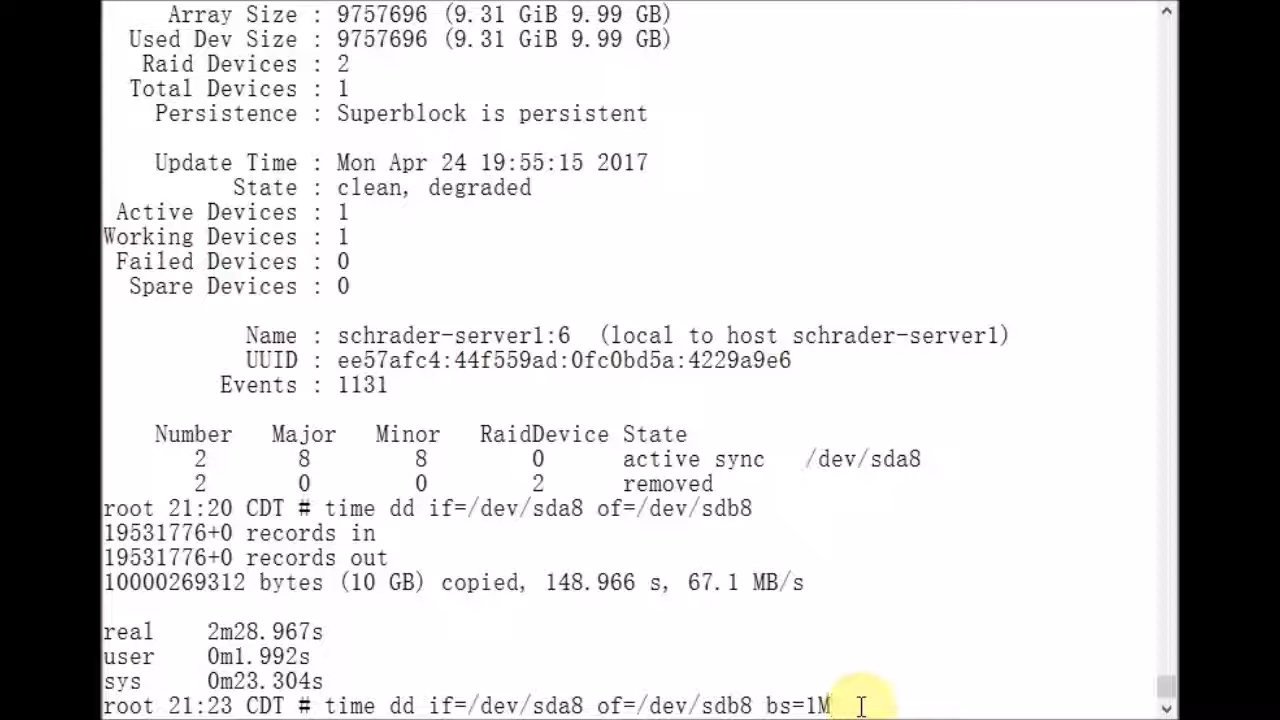 Array Size : 9757696 (9.31 GiB 9.99 GB)
Used Dev Size : 9757696 (9.31 GiB 9.99 GB)
Raid Devices : 2
Total Devices : 1
Persistence : Superblock is persistent
Update Time : Mon Apr 24 19:55:15 2017
State : clean, degraded
Active Devices : 1
Working Devices : 1
Failed Devices : 0
Spare Devices : 0
Name : schrader-server1:6  (local to host schrader-server1)
UUID : ee57afc4:44f559ad:0fc0bd5a:4229a9e6
Events : 1131
Number   Major   Minor   RaidDevice State
2        8        8        0      active sync   /dev/sda8
2        0        0        2      removed
root 21:20 CDT # time dd if=/dev/sda8 of=/dev/sdb8
19531776+0 records in
19531776+0 records out
10000269312 bytes (10 GB) copied, 148.966 s, 67.1 MB/s
real    2m28.967s
user    0m1.992s
sys     0m23.304s
root 21:23 CDT # time dd if=/dev/sda8 of=/dev/sdb8 bs=1M